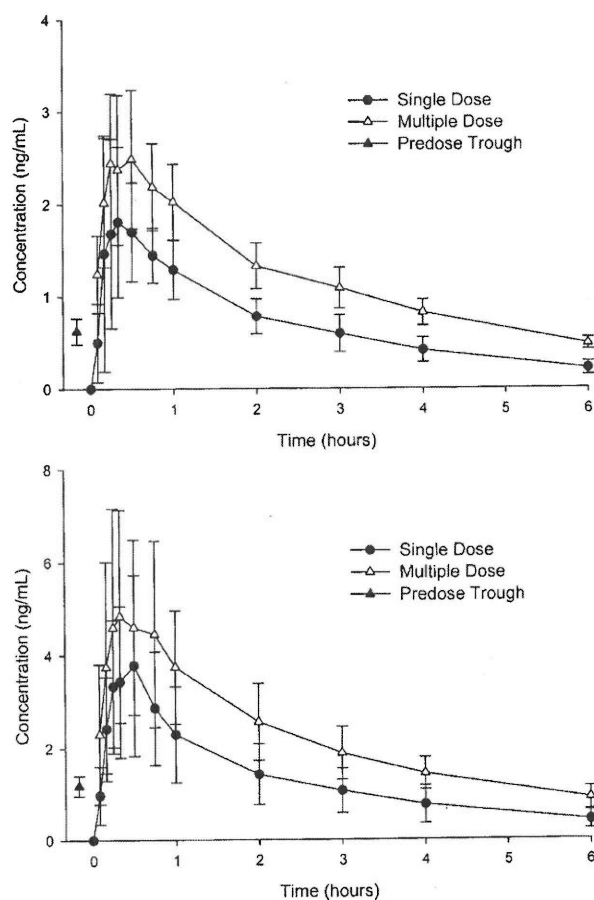 4
3
2
1
0
Concentration (ng/mL)
Single Dose
Multiple Dose
Predose Trough
0 1 2 3 4 5 6
Time (hours)
8
6
4
2
0
Concentration (ng/mL)
Single Dose
Multiple Dose
Predose Trough
0 1 2 3 4 5 6
Time (hours)